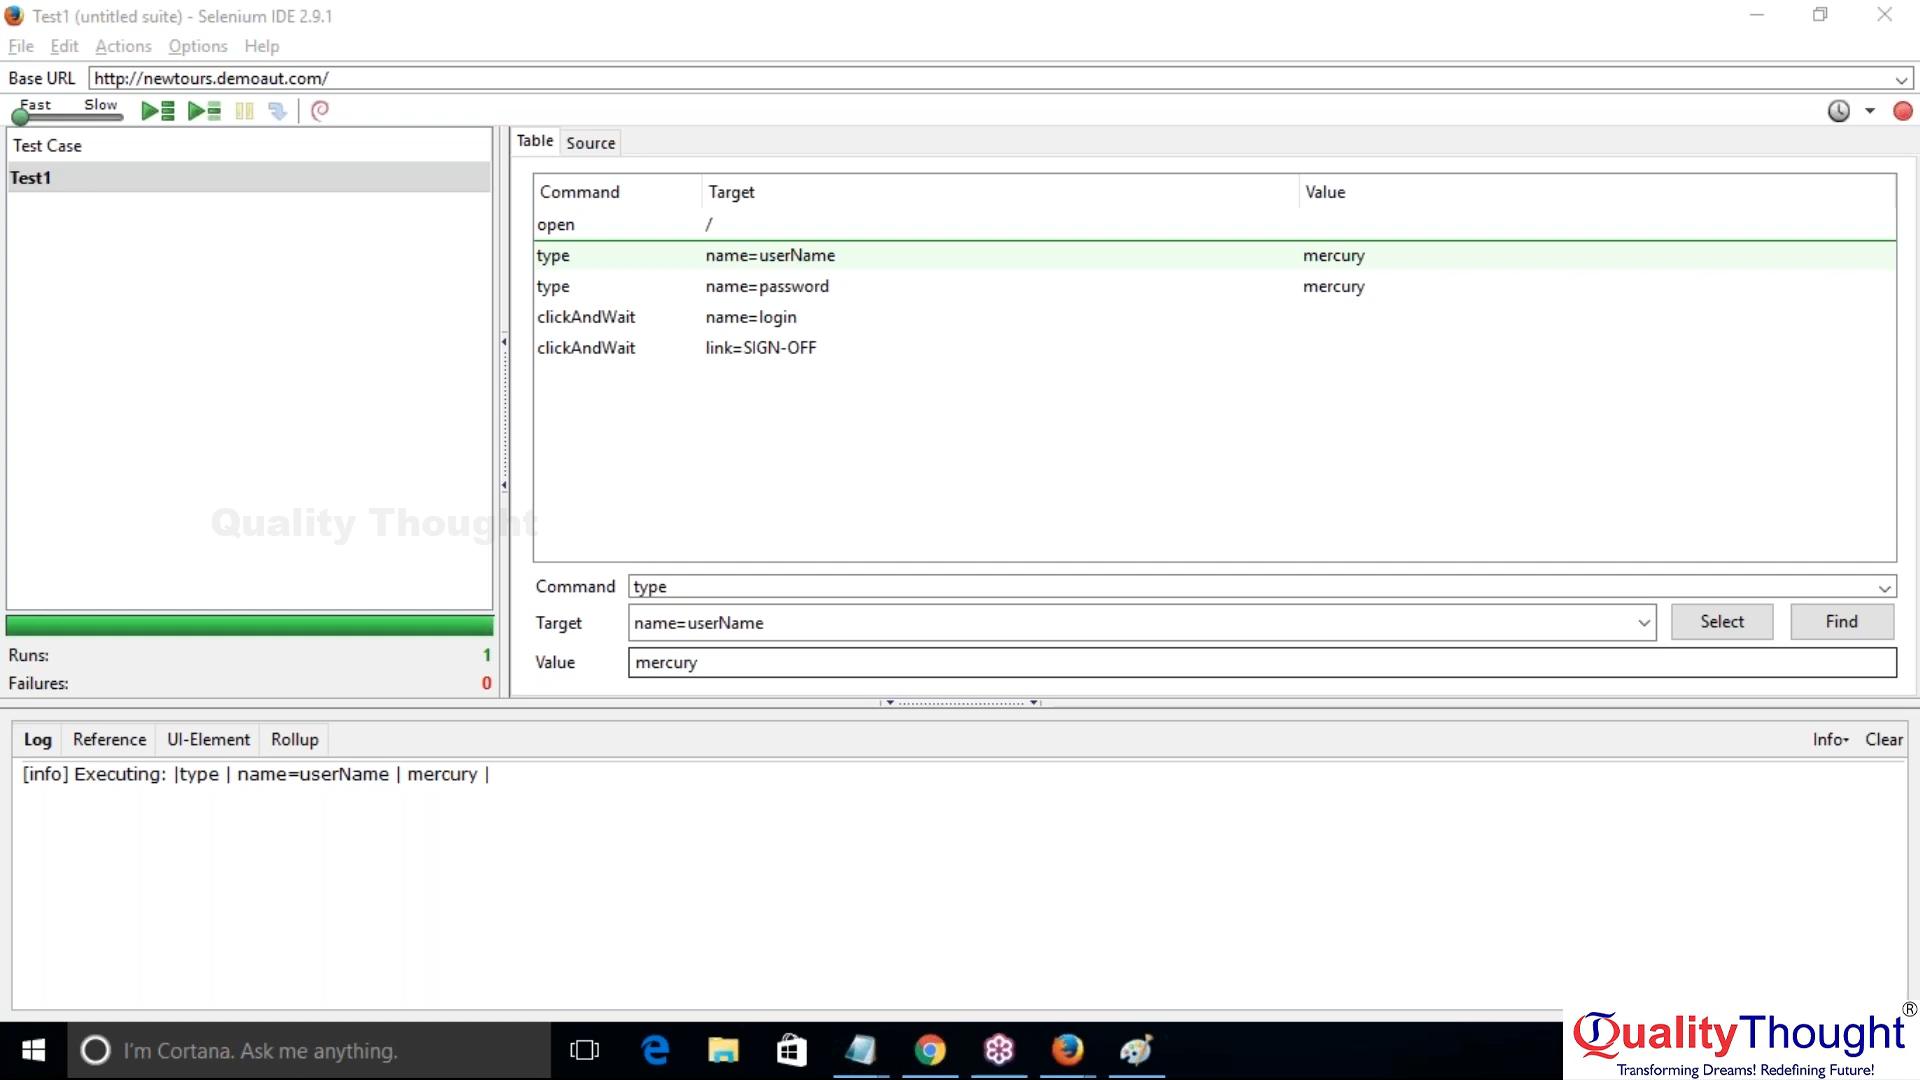 Test1 (untitled suite) - Selenium IDE 2.9.1
File Edit Actions Options Help
Base URL http://newtours.demoaut.com/
Fast Slow
Test Case
Test1
Table Source
Command Target Value
open /
type name=userName mercury
type name=password mercury
clickAndWait name=login
clickAndWait link=SIGN-OFF
Quality Thought
Command type
Target name=userName Select Find
Value mercury
Runs: 1
Failures: 0
Log Reference UI-Element Rollup Info Clear
[info] Executing: |type | name=userName | mercury |
I'm Cortana. Ask me anything.
QualityThought®
Transforming Dreams! Redefining Future!